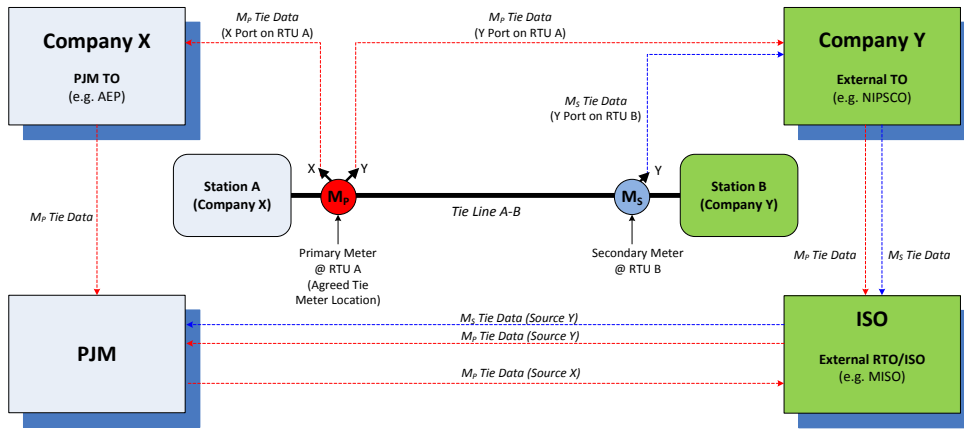 Company X
PJM TO
(e.g. AEP)
MP Tie Data
(X Port on RTU A)
MP Tie Data
(Y Port on RTU A)
Company Y
External TO
(e.g. NIPSCO)
MS Tie Data
(Y Port on RTU B)
X
Y
Y
Station A
(Company X)
MP
Tie Line A-B
MS
Station B
(Company Y)
MP Tie Data
Primary Meter
@ RTU A
(Agreed Tie
Meter Location)
Secondary Meter
@ RTU B
MP Tie Data
MS Tie Data
PJM
MS Tie Data (Source Y)
MP Tie Data (Source Y)
MP Tie Data (Source X)
ISO
External RTO/ISO
(e.g. MISO)